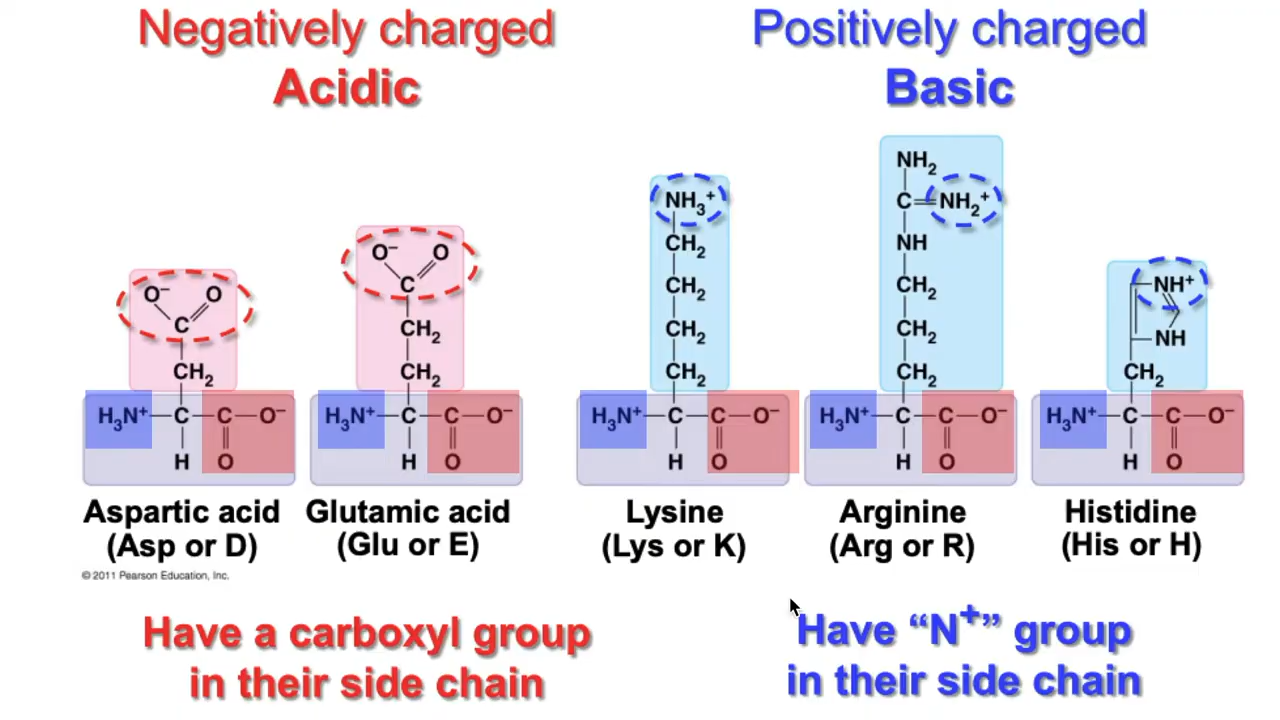 Negatively charged
Acidic
Positively charged
Basic
O⁻ O
C
CH₂
H₃N⁺ C C O⁻
H O
Aspartic acid
(Asp or D)
O⁻ O
C
CH₂
CH₂
H₃N⁺ C C O⁻
H O
Glutamic acid
(Glu or E)
NH₃⁺
CH₂
CH₂
CH₂
CH₂
H₃N⁺ C C O⁻
H O
Lysine
(Lys or K)
NH₂
C=NH₂⁺
NH
CH₂
CH₂
CH₂
H₃N⁺ C C O⁻
H O
Arginine
(Arg or R)
NH⁺
NH
CH₂
H₃N⁺ C C O⁻
H O
Histidine
(His or H)
© 2011 Pearson Education, Inc.
Have a carboxyl group
in their side chain
Have “N⁺” group
in their side chain